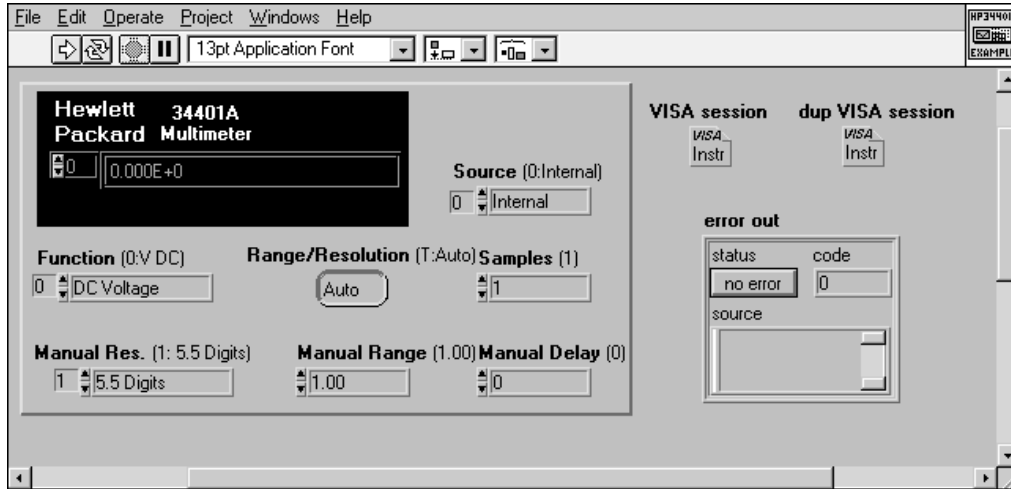 File Edit Operate Project Windows Help
13pt Application Font
HP34401
EXAMPLE
Hewlett Packard
34401A Multimeter
0
0.000E+0
Source (0:Internal)
0 Internal
Function (0:V DC)
0 DC Voltage
Range/Resolution (T:Auto)
Auto
Samples (1)
1
Manual Res. (1: 5.5 Digits)
1 5.5 Digits
Manual Range (1.00)
1.00
Manual Delay (0)
0
VISA session
VISA
Instr
dup VISA session
VISA
Instr
error out
status
no error
code
0
source